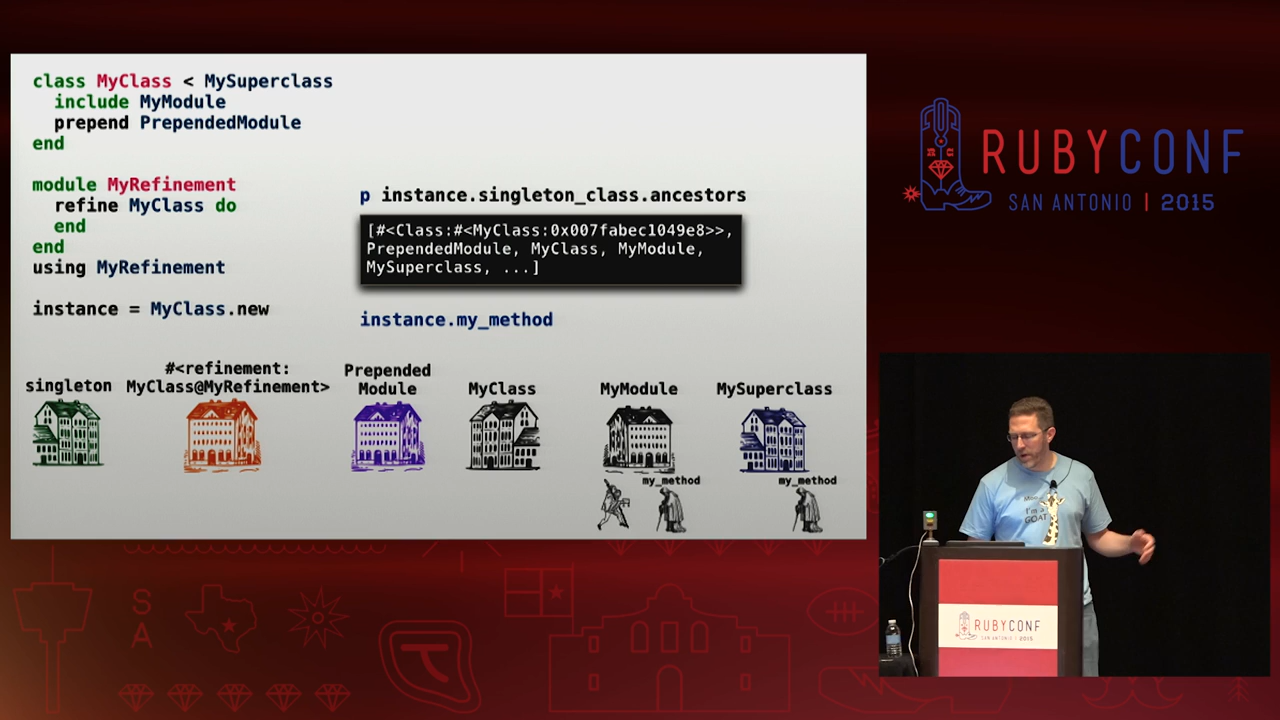 class MyClass < MySuperclass
  include MyModule
  prepend PrependedModule
end
module MyRefinement
  refine MyClass do
  end
end
using MyRefinement
instance = MyClass.new
p instance.singleton_class.ancestors
[#<Class:#<MyClass:0x007fabec1049e8>>,
PrependedModule, MyClass, MyModule,
MySuperclass, ...]
instance.my_method
singleton
#<refinement:
MyClass@MyRefinement>
Prepended
Module
MyClass
MyModule
MySuperclass
my_method
my_method
RUBYCONF
SAN ANTONIO | 2015
I'm a
GOAT
RUBYCONF
SAN ANTONIO | 2015
S
A